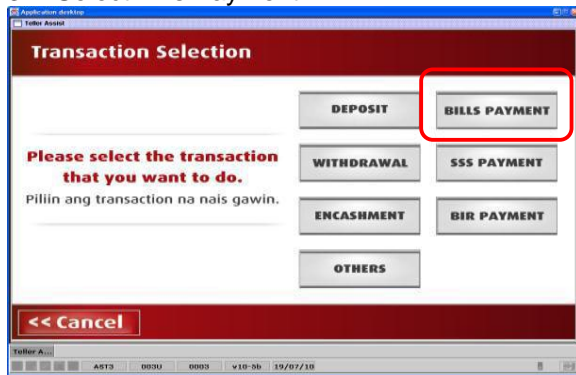 Application desktop
Teller Assist
Transaction Selection
DEPOSIT
BILLS PAYMENT
Please select the transaction
that you want to do.
Piliin ang transaction na nais gawin.
WITHDRAWAL
SSS PAYMENT
ENCASHMENT
BIR PAYMENT
OTHERS
<< Cancel
Teller A...
AST3 003U 0003 v10-5b 19/07/10